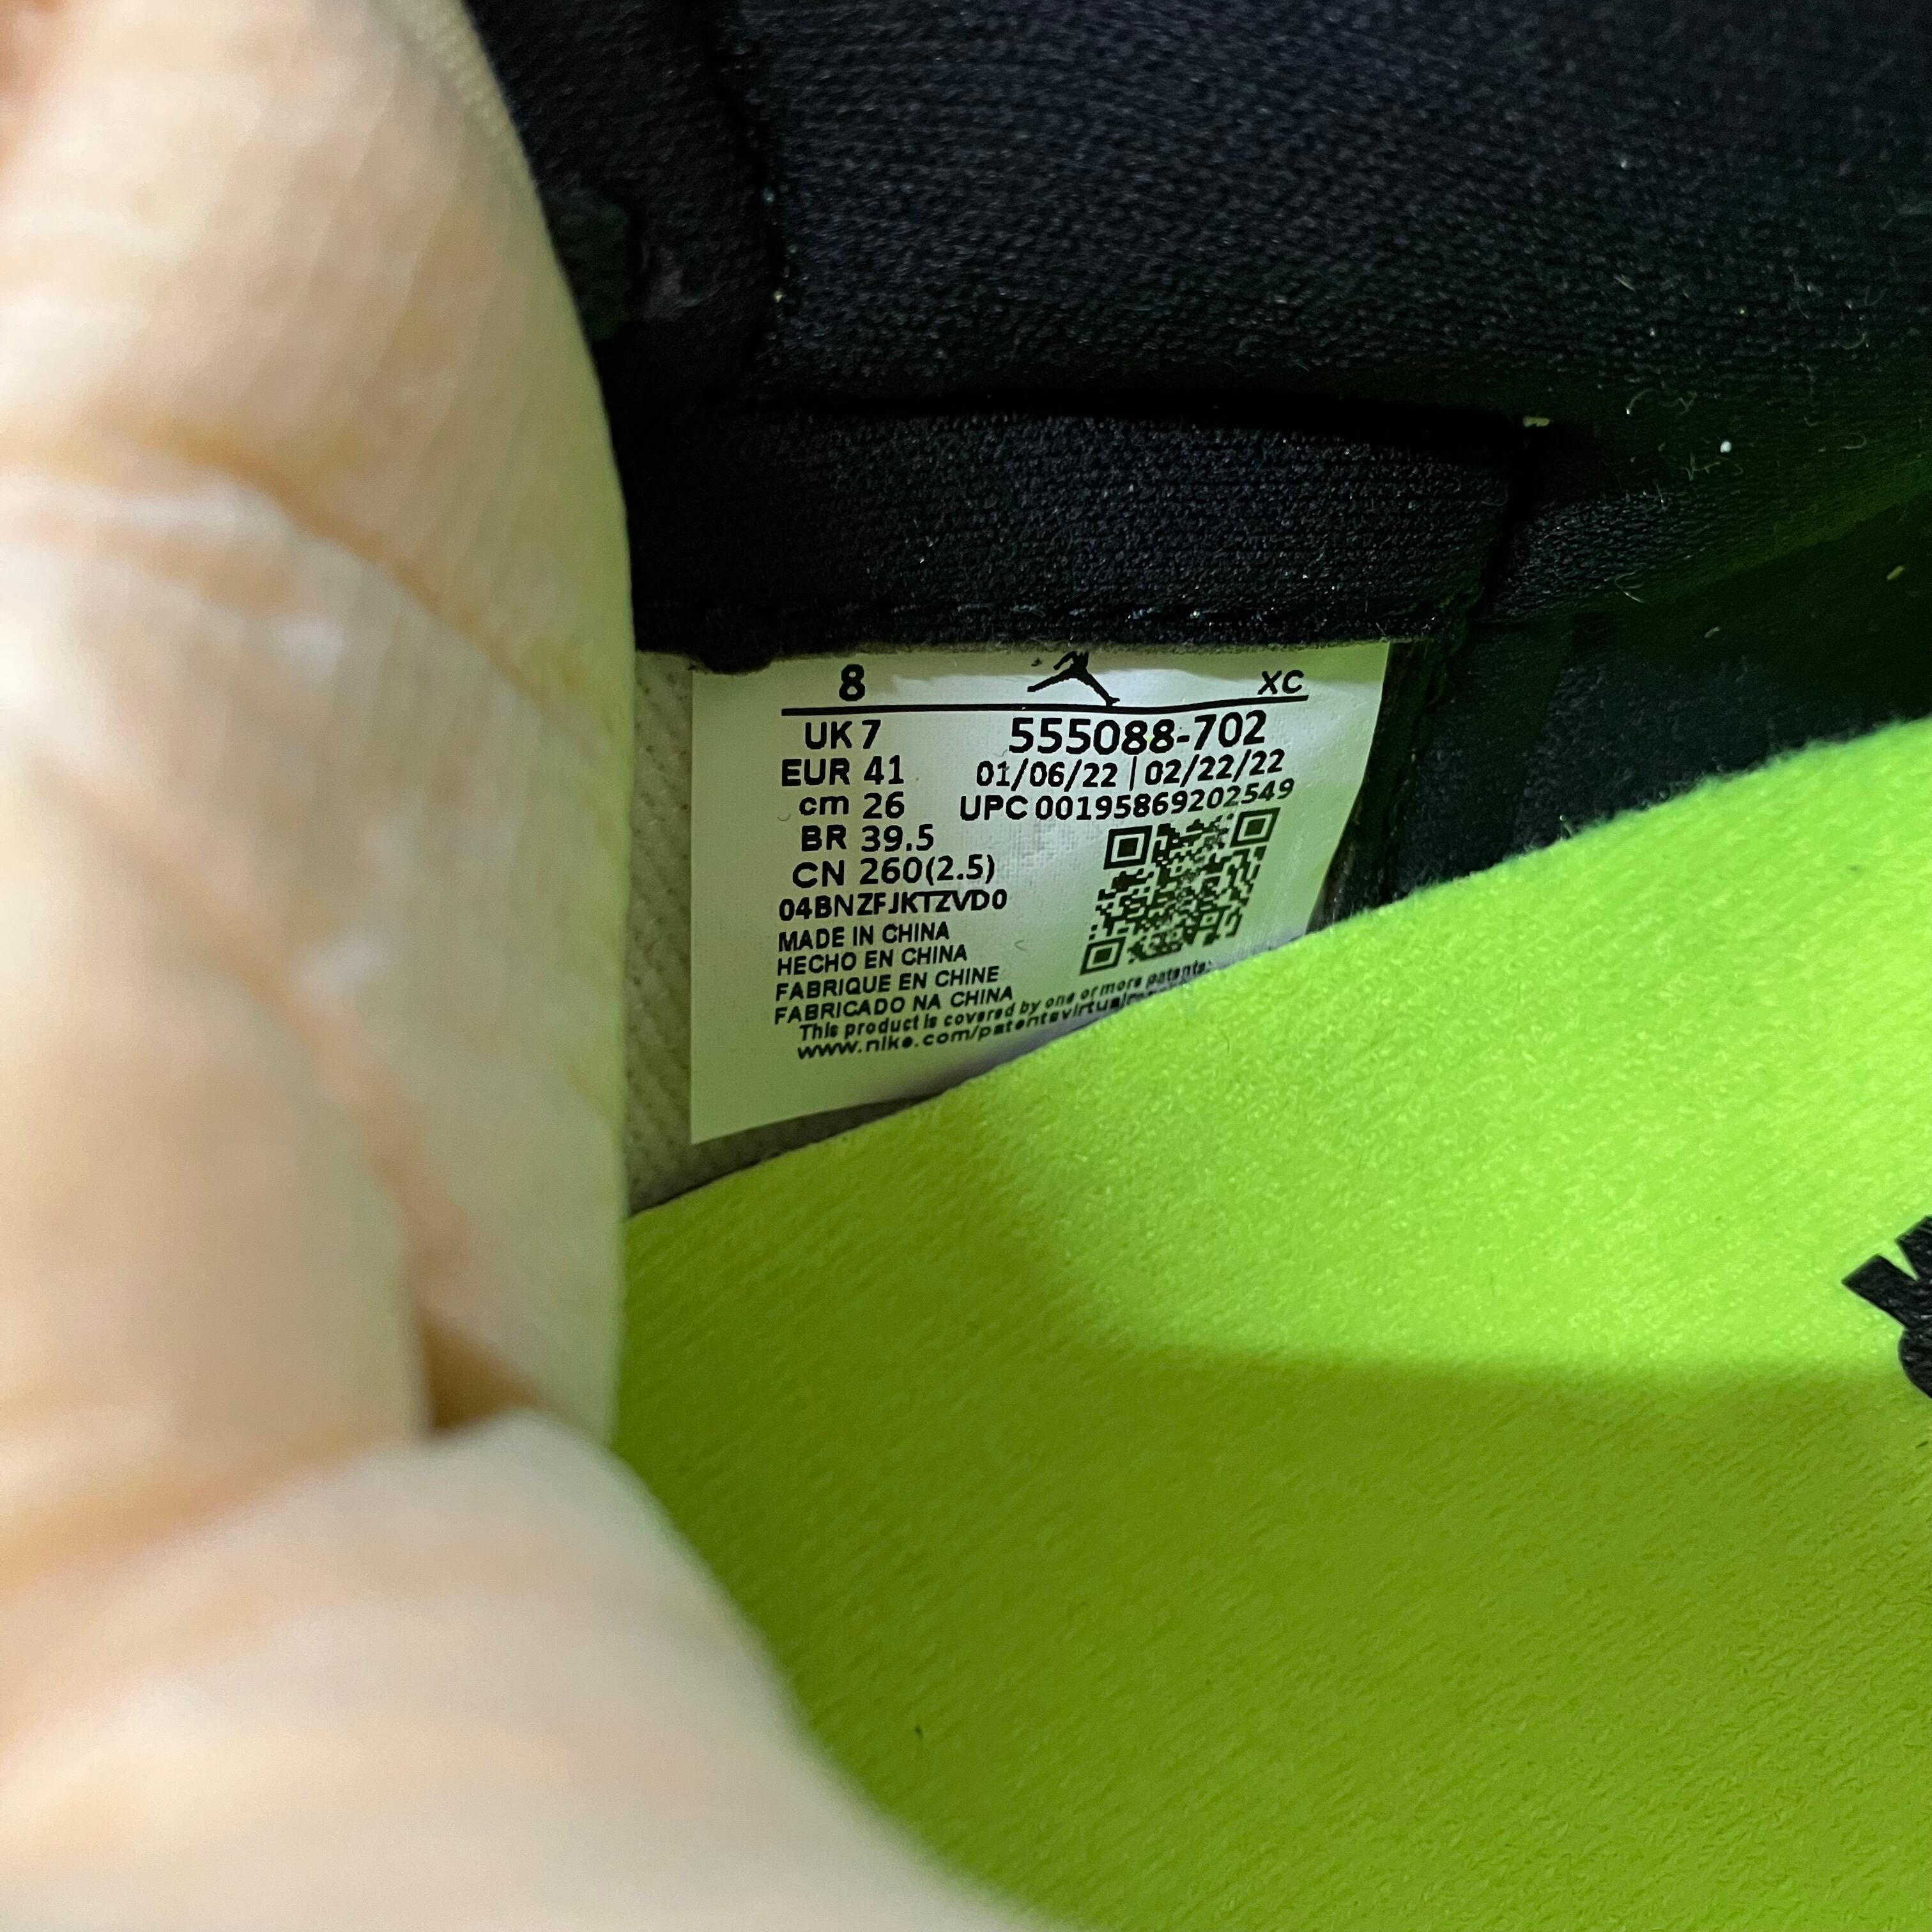 8 XC
UK 7 555088-702
EUR 41 01/06/22 | 02/22/22
cm 26 UPC 00195869202549
BR 39.5
CN 260(2.5)
04BNZFJKTZVD0
MADE IN CHINA
HECHO EN CHINA
FABRIQUE EN CHINE
FABRICADO NA CHINA
This product is covered by one or more patents:
www.nike.com/patentsvirtualm